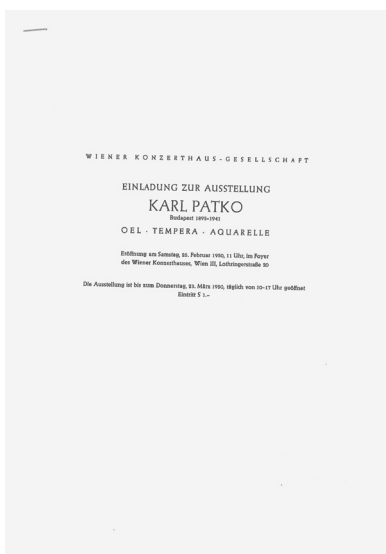 WIENER KONZERTHAUS-GESELLSCHAFT
EINLADUNG ZUR AUSSTELLUNG
KARL PATKO
Budapest 1895-1941
OEL · TEMPERA · AQUARELLE
Eröffnung am Samstag, 25. Februar 1950, 11 Uhr, im Foyer
des Wiener Konzerthauses, Wien III, Lothringerstraße 20
Die Ausstellung ist bis zum Donnerstag, 23. März 1950, täglich von 10-17 Uhr geöffnet
Eintritt S 1.–